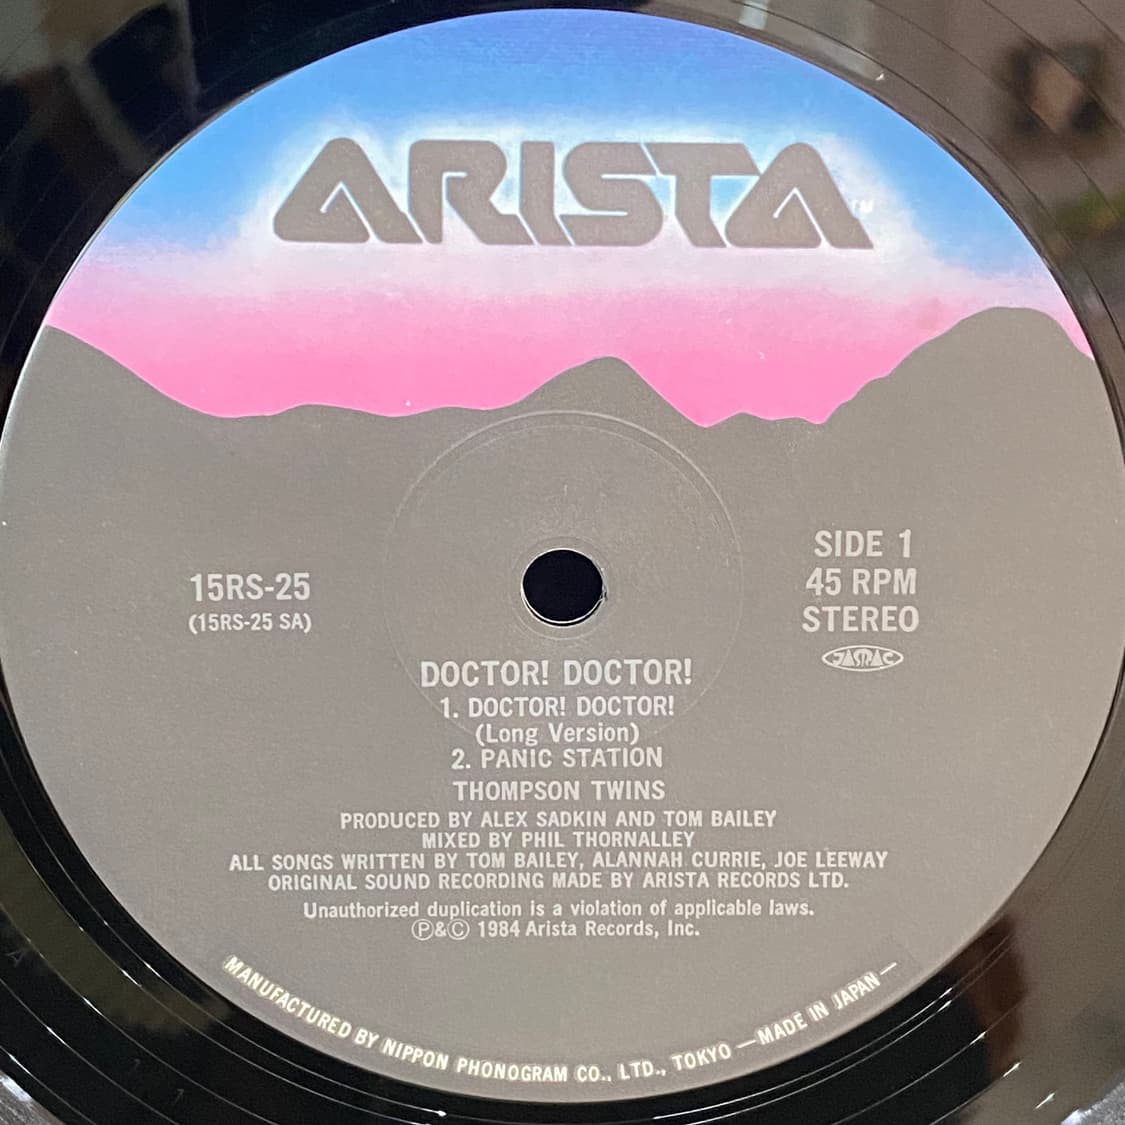 ARISTA™
15RS-25
(15RS-25 SA)
SIDE 1
45 RPM
STEREO
JASRAC
DOCTOR! DOCTOR!
1. DOCTOR! DOCTOR!
(Long Version)
2. PANIC STATION
THOMPSON TWINS
PRODUCED BY ALEX SADKIN AND TOM BAILEY
MIXED BY PHIL THORNALLEY
ALL SONGS WRITTEN BY TOM BAILEY, ALANNAH CURRIE, JOE LEEWAY
ORIGINAL SOUND RECORDING MADE BY ARISTA RECORDS LTD.
Unauthorized duplication is a violation of applicable laws.
Ⓟ&Ⓒ 1984 Arista Records, Inc.
MANUFACTURED BY NIPPON PHONOGRAM CO., LTD., TOKYO —MADE IN JAPAN—